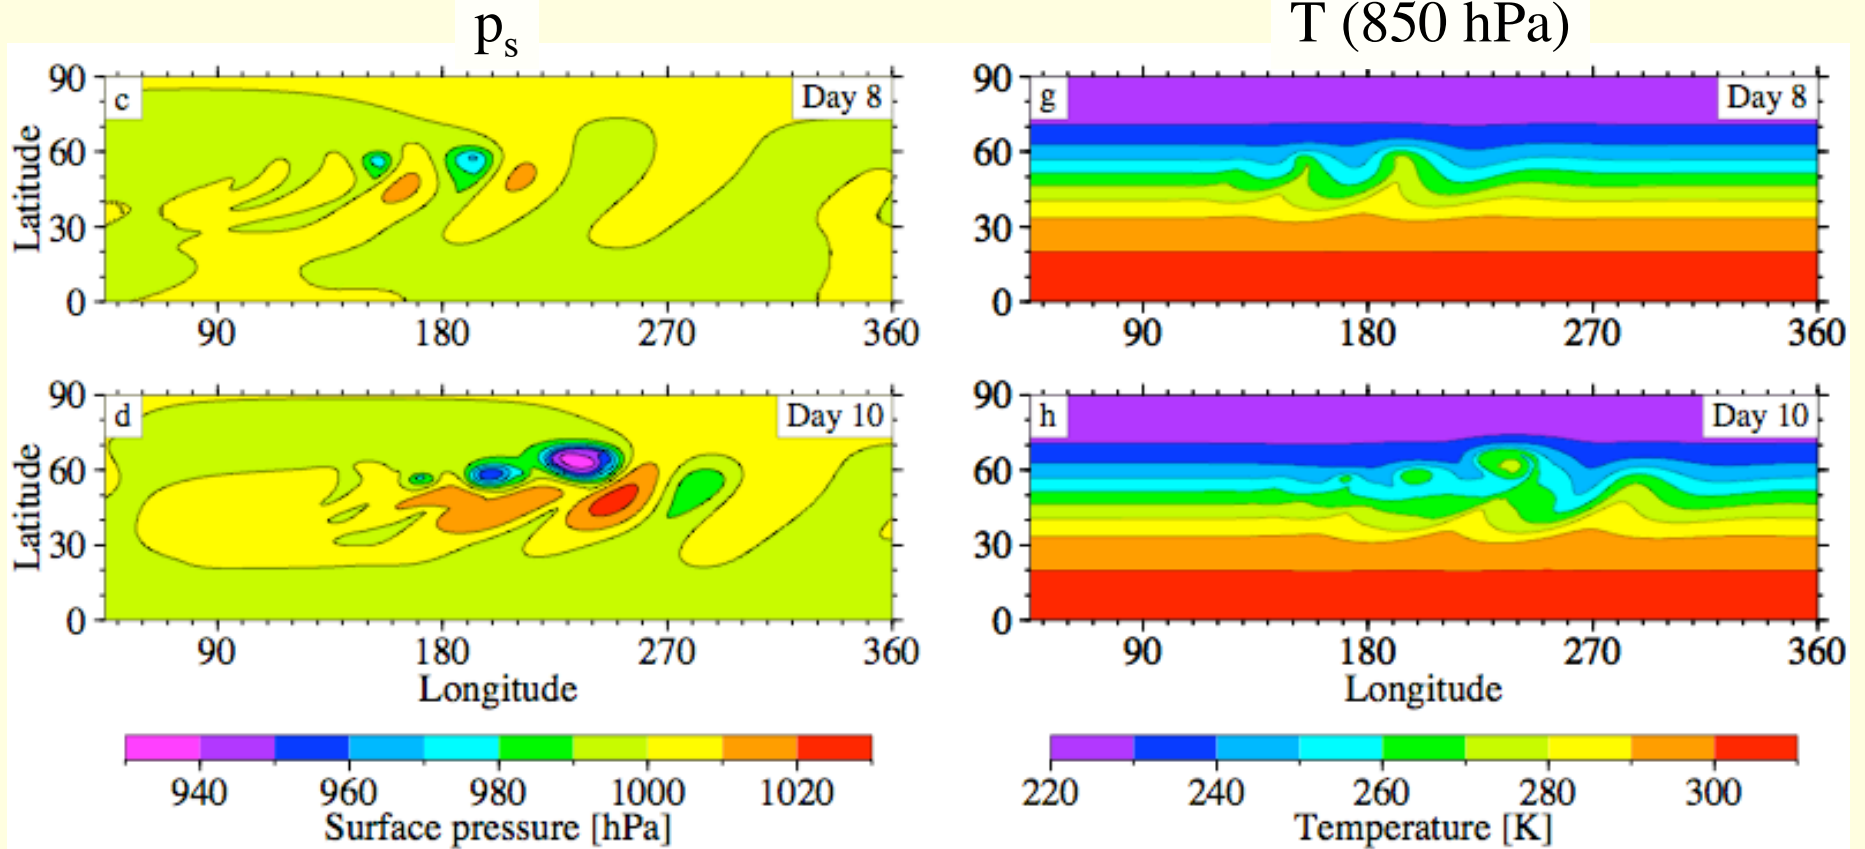 pₛ
T (850 hPa)
90
60
30
0
Latitude
c
Day 8
90
180
270
360
90
60
30
0
g
Day 8
90
180
270
360
90
60
30
0
Latitude
d
Day 10
90
180
270
360
Longitude
90
60
30
0
h
Day 10
90
180
270
360
Longitude
940 960 980 1000 1020
Surface pressure [hPa]
220 240 260 280 300
Temperature [K]